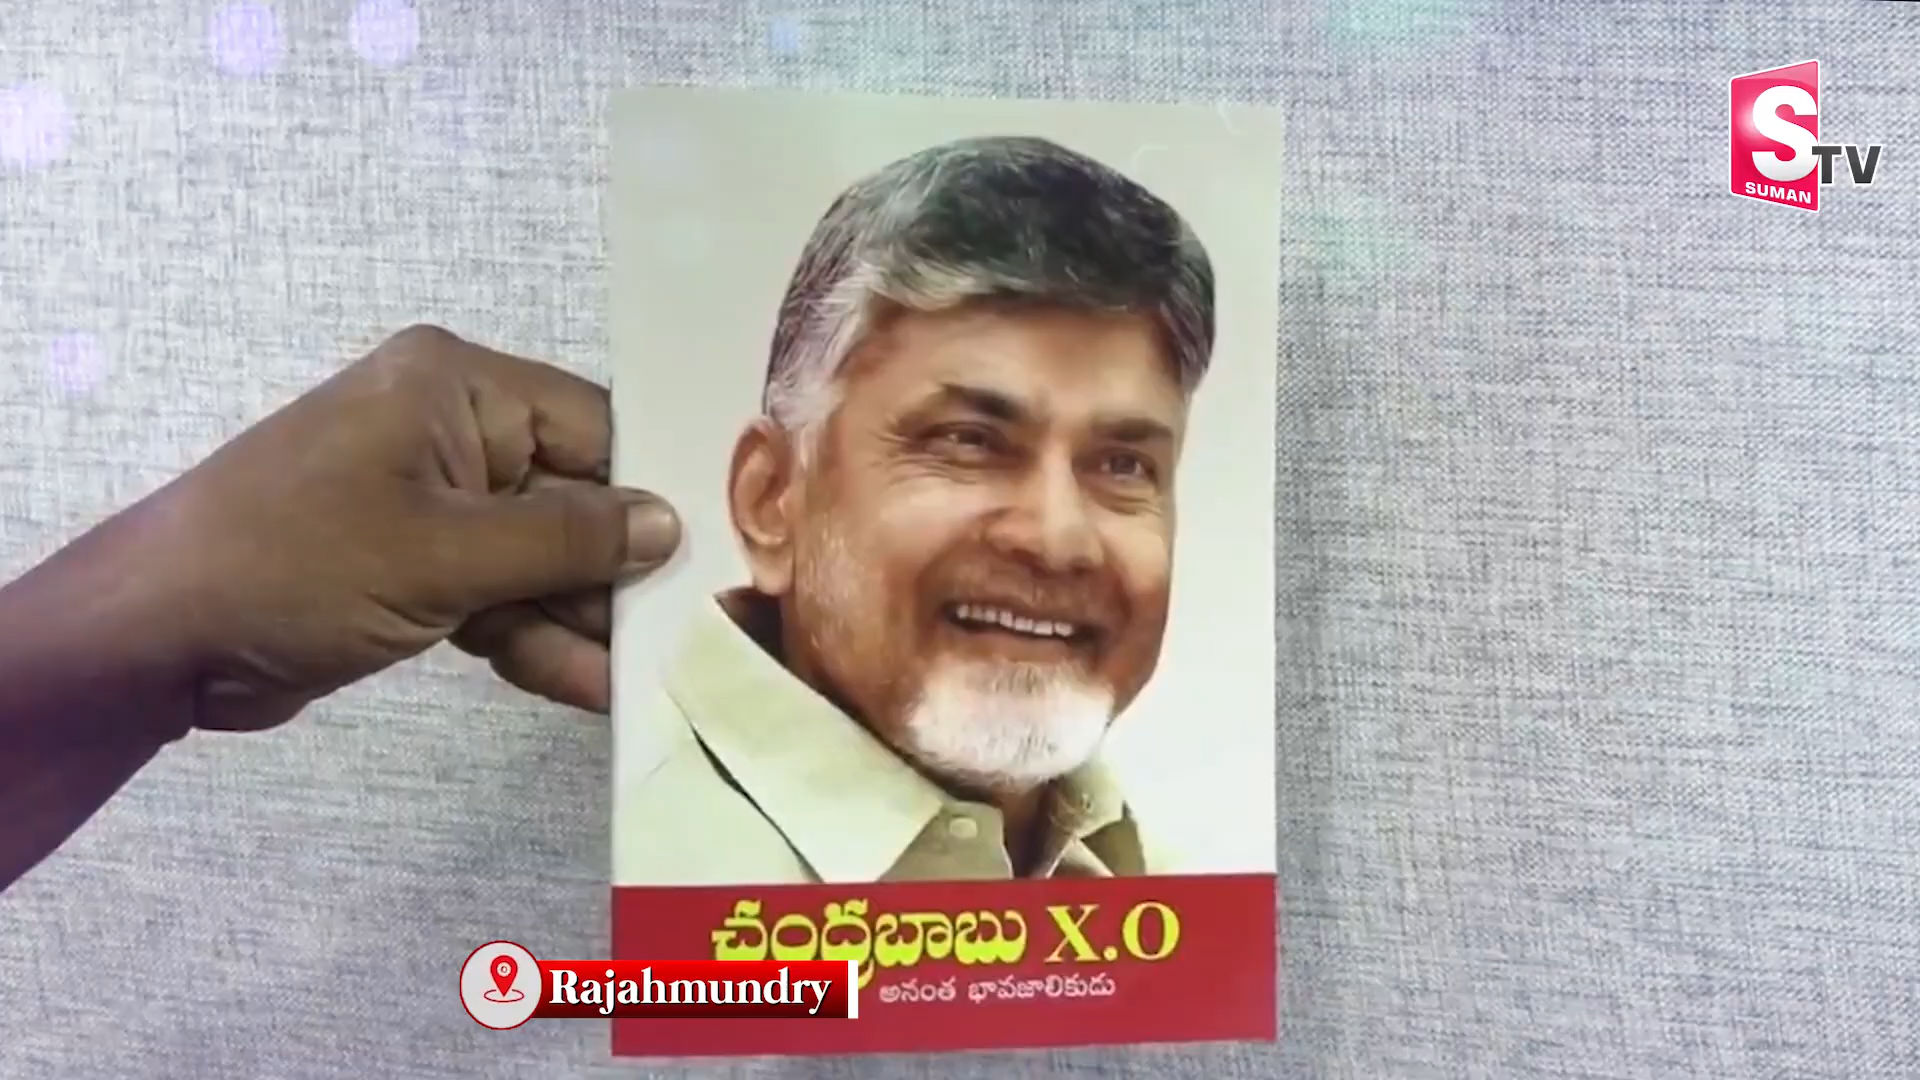 S
TV
SUMAN
చంద్రబాబు X.O
అనంత భావజాలికుడు
Rajahmundry